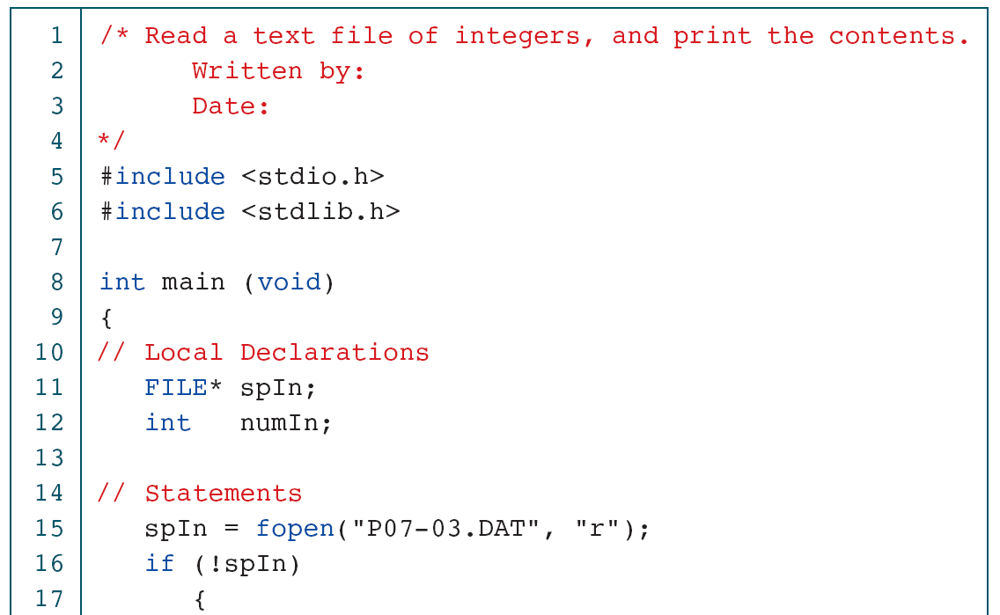 1 /* Read a text file of integers, and print the contents.
2 Written by:
3 Date:
4 */
5 #include <stdio.h>
6 #include <stdlib.h>
7
8 int main (void)
9 {
10 // Local Declarations
11 FILE* spIn;
12 int numIn;
13
14 // Statements
15 spIn = fopen("P07-03.DAT", "r");
16 if (!spIn)
17 {